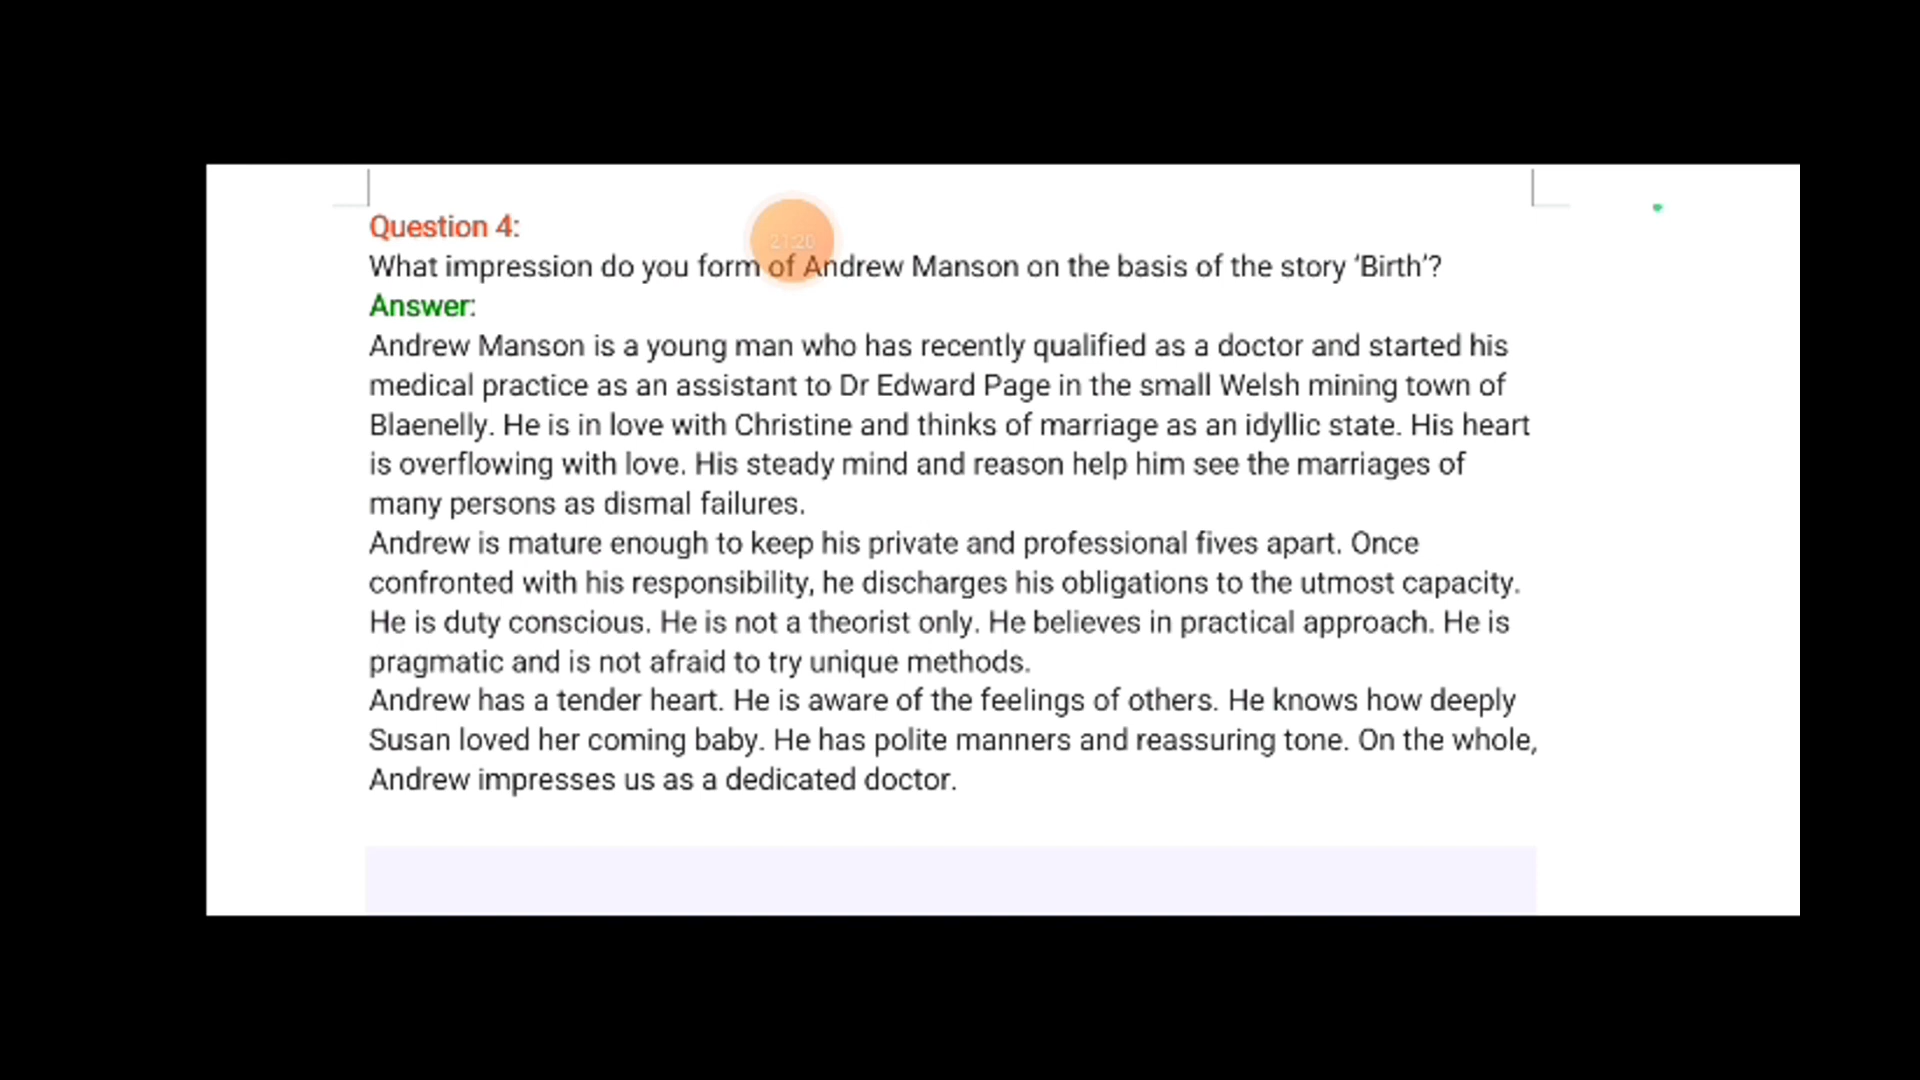 Question 4:
21:20
What impression do you form of Andrew Manson on the basis of the story ‘Birth’?
Answer:
Andrew Manson is a young man who has recently qualified as a doctor and started his
medical practice as an assistant to Dr Edward Page in the small Welsh mining town of
Blaenelly. He is in love with Christine and thinks of marriage as an idyllic state. His heart
is overflowing with love. His steady mind and reason help him see the marriages of
many persons as dismal failures.
Andrew is mature enough to keep his private and professional fives apart. Once
confronted with his responsibility, he discharges his obligations to the utmost capacity.
He is duty conscious. He is not a theorist only. He believes in practical approach. He is
pragmatic and is not afraid to try unique methods.
Andrew has a tender heart. He is aware of the feelings of others. He knows how deeply
Susan loved her coming baby. He has polite manners and reassuring tone. On the whole,
Andrew impresses us as a dedicated doctor.